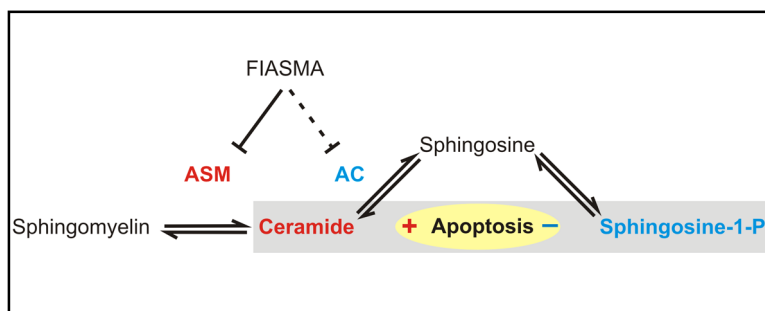 FIASMA
Sphingosine
ASM
AC
Sphingomyelin
Ceramide
+ Apoptosis −
Sphingosine-1-P